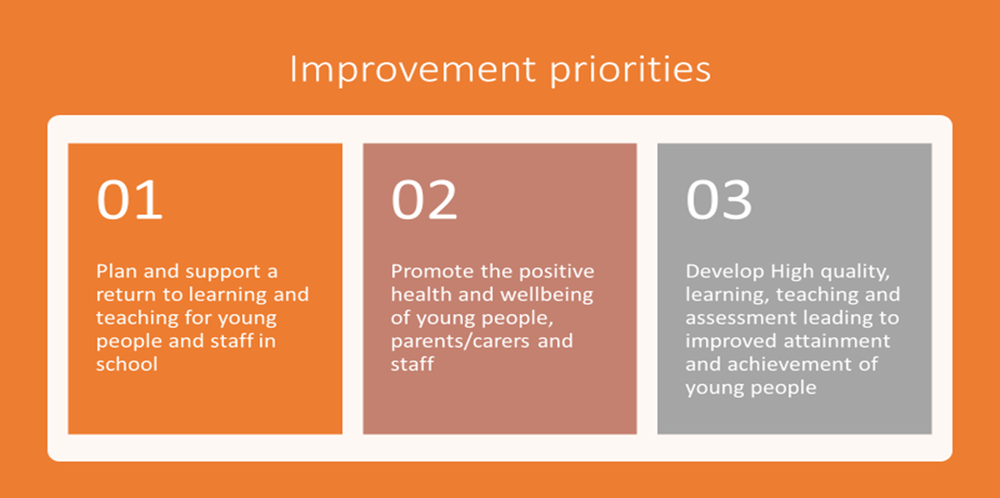 Improvement priorities
01
Plan and support a
return to learning and
teaching for young
people and staff in
school
02
Promote the positive
health and wellbeing
of young people,
parents/carers and
staff
03
Develop High quality,
learning, teaching and
assessment leading to
improved attainment
and achievement of
young people